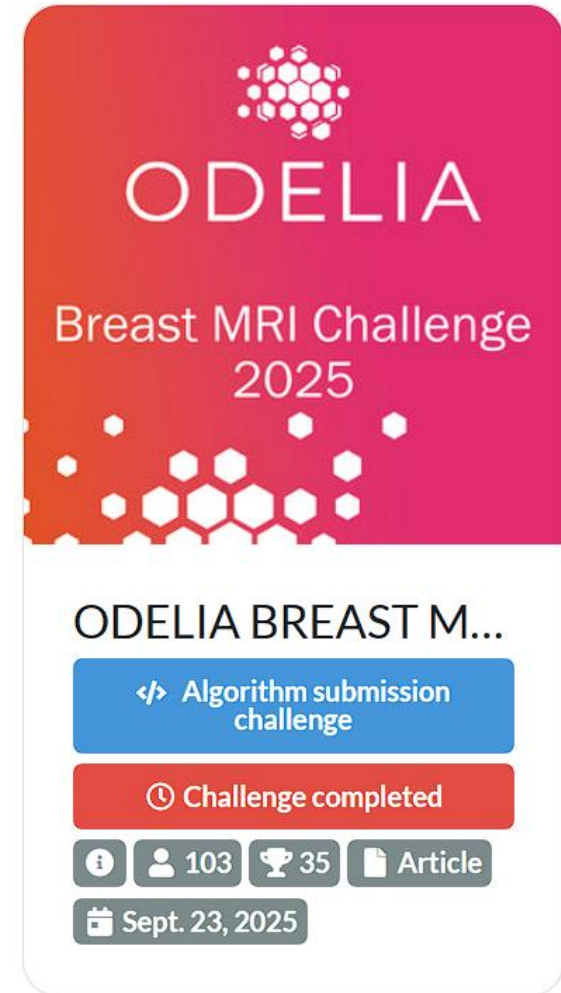 ODELIA
Breast MRI Challenge
2025
ODELIA BREAST M...
</> Algorithm submission
challenge
Challenge completed
103 35 Article
Sept. 23, 2025